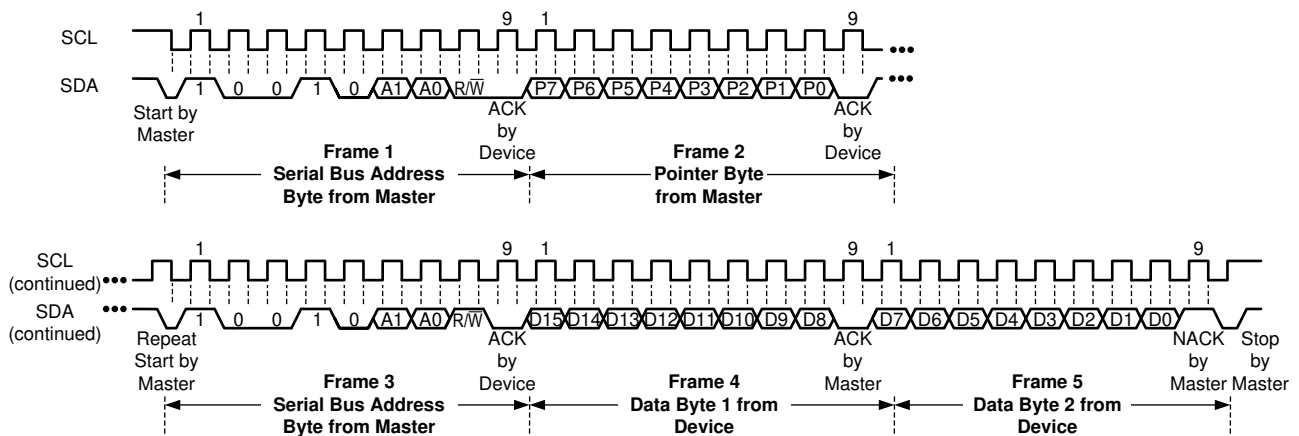 1 9 1 9
SCL •••
SDA 1 0 0 1 0 A1 A0 R/W̅ P7 P6 P5 P4 P3 P2 P1 P0 •••
Start by
Master
ACK
by
Device
ACK
by
Device
Frame 1
Serial Bus Address
Byte from Master
Frame 2
Pointer Byte
from Master
1 9 1 9 1 9
SCL
(continued) •••
SDA
(continued) ••• 1 0 0 1 0 A1 A0 R/W̅ D15 D14 D13 D12 D11 D10 D9 D8 D7 D6 D5 D4 D3 D2 D1 D0
Repeat
Start by
Master
ACK
by
Device
ACK
by
Master
NACK
by
Master
Stop
by
Master
Frame 3
Serial Bus Address
Byte from Master
Frame 4
Data Byte 1 from
Device
Frame 5
Data Byte 2 from
Device